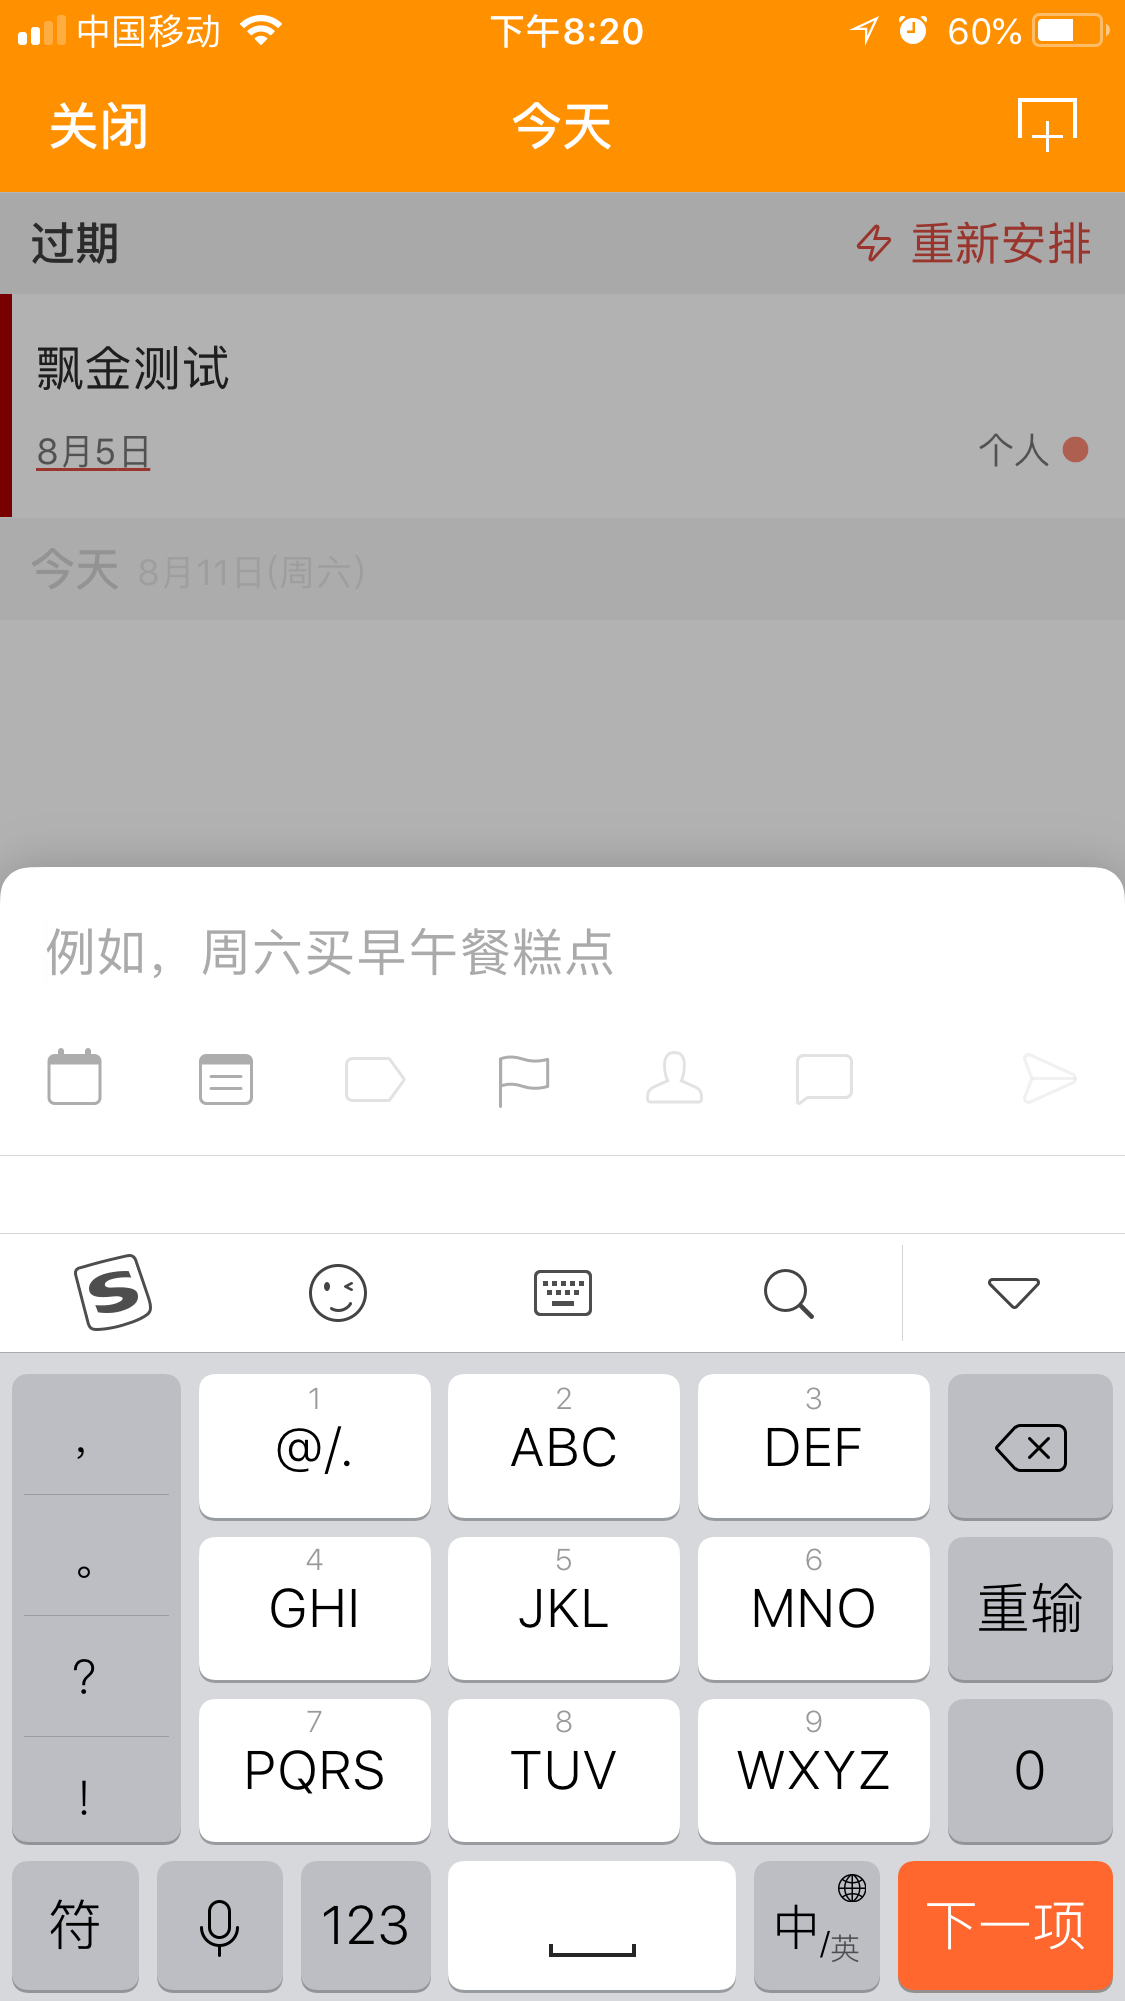 中国移动 下午8:20 60%
关闭 今天
过期 重新安排
飘金测试
8月5日 个人
今天 8月11日(周六)
例如，周六买早午餐糕点
S
， 1 2 3
@/. ABC DEF
。 4 5 6
GHI JKL MNO 重输
? 7 8 9
PQRS TUV WXYZ 0
!
符 123 中/英 下一项